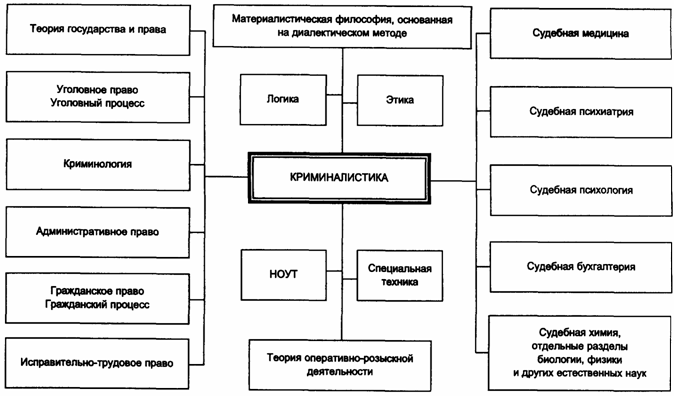 Теория государства и права
Уголовное право
Уголовный процесс
Криминология
Административное право
Гражданское право
Гражданский процесс
Исправительно-трудовое право
Материалистическая философия, основанная
на диалектическом методе
Логика
Этика
КРИМИНАЛИСТИКА
НОУТ
Специальная
техника
Теория оперативно-розыскной
деятельности
Судебная медицина
Судебная психиатрия
Судебная психология
Судебная бухгалтерия
Судебная химия,
отдельные разделы
биологии, физики
и других естественных наук